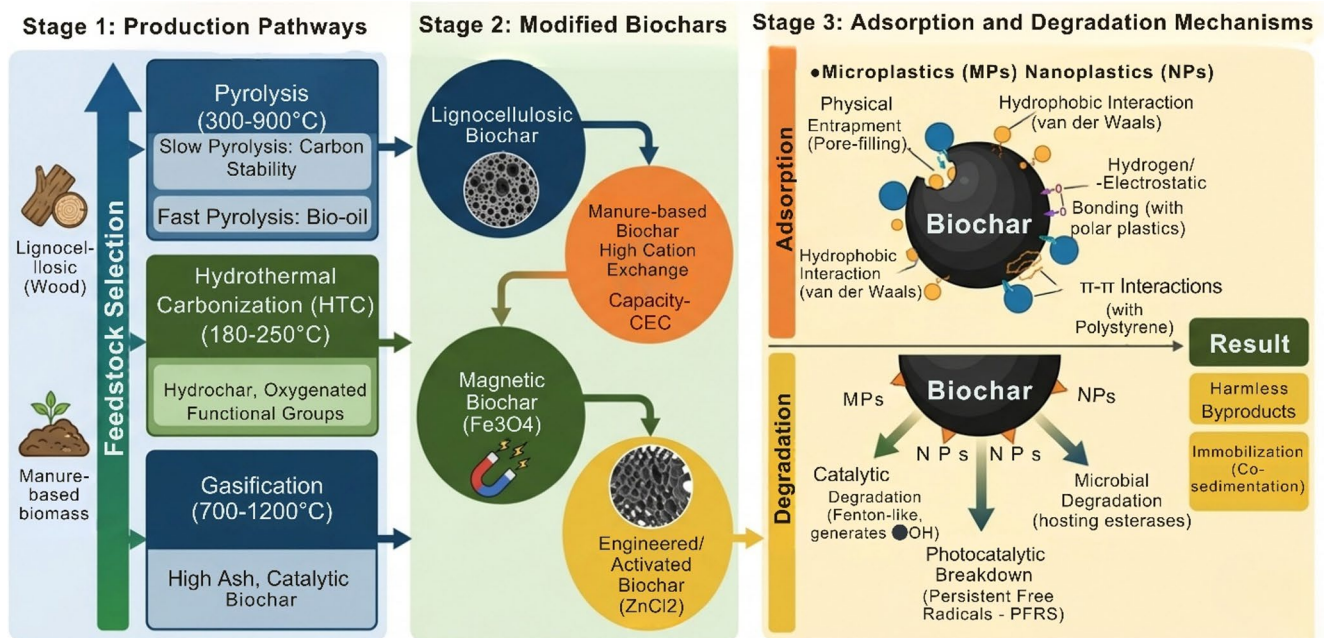 Stage 1: Production Pathways
Feedstock Selection
Lignocel-
llosic
(Wood)
Manure-
based
biomass
Pyrolysis
(300-900°C)
Slow Pyrolysis: Carbon
Stability
Fast Pyrolysis: Bio-oil
Hydrothermal
Carbonization (HTC)
(180-250°C)
Hydrochar, Oxygenated
Functional Groups
Gasification
(700-1200°C)
High Ash, Catalytic
Biochar
Stage 2: Modified Biochars
Lignocellulosic
Biochar
Manure-based
Biochar
High Cation
Exchange
Capacity-
CEC
Magnetic
Biochar
(Fe3O4)
Engineered/
Activated
Biochar
(ZnCl2)
Stage 3: Adsorption and Degradation Mechanisms
Adsorption
●Microplastics (MPs) Nanoplastics (NPs)
Physical
Entrapment
(Pore-filling)
Hydrophobic Interaction
(van der Waals)
Hydrogen/
-Electrostatic
Bonding (with
polar plastics)
Biochar
Hydrophobic
Interaction
(van der Waals)
π-π Interactions
(with
Polystyrene)
Degradation
Biochar
MPs
NPs
NPs
NPs
Catalytic
Degradation
(Fenton-like,
generates ●OH)
Photocatalytic
Breakdown
(Persistent Free
Radicals - PFRS)
Microbial
Degradation
(hosting esterases)
Result
Harmless
Byproducts
Immobilization
(Co-
sedimentation)